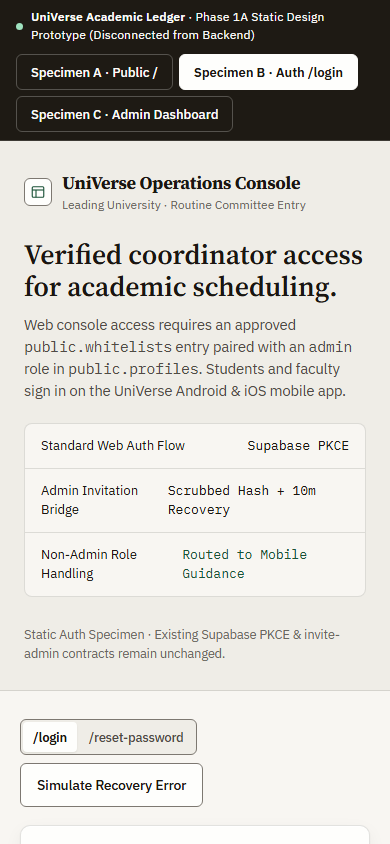 UniVerse Academic Ledger · Phase 1A Static Design
Prototype (Disconnected from Backend)
Specimen A · Public /
Specimen B · Auth /login
Specimen C · Admin Dashboard
UniVerse Operations Console
Leading University · Routine Committee Entry
Verified coordinator access
for academic scheduling.
Web console access requires an approved
public.whitelists entry paired with an admin
role in public.profiles. Students and faculty
sign in on the UniVerse Android & iOS mobile app.
Standard Web Auth Flow
Supabase PKCE
Admin Invitation
Bridge
Scrubbed Hash + 10m
Recovery
Non-Admin Role
Handling
Routed to Mobile
Guidance
Static Auth Specimen · Existing Supabase PKCE & invite-
admin contracts remain unchanged.
/login
/reset-password
Simulate Recovery Error